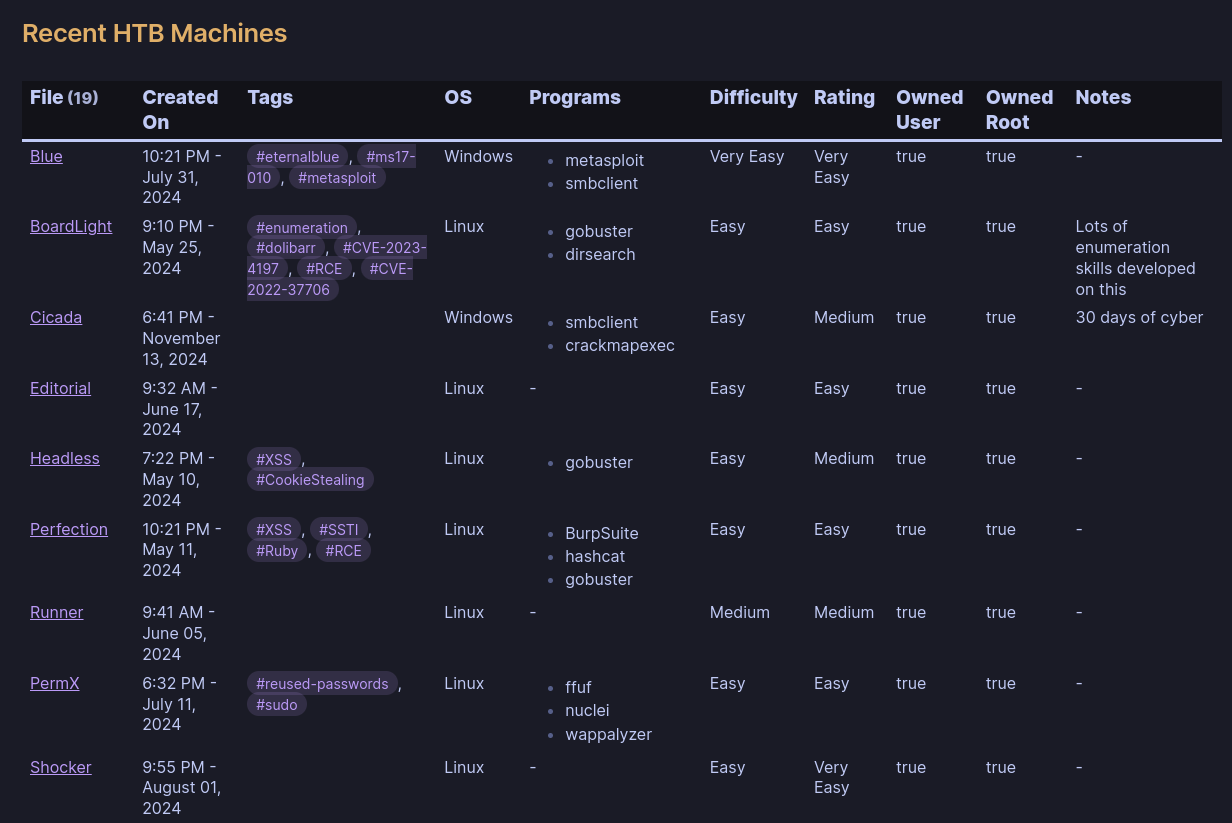 Recent HTB Machines
File (19) Created On Tags OS Programs Difficulty Rating Owned User Owned Root Notes
Blue 10:21 PM - July 31, 2024 #eternalblue, #ms17-010, #metasploit Windows • metasploit • smbclient Very Easy Very Easy true true -
BoardLight 9:10 PM - May 25, 2024 #enumeration, #dolibarr, #CVE-2023-4197, #RCE, #CVE-2022-37706 Linux • gobuster • dirsearch Easy Easy true true Lots of enumeration skills developed on this
Cicada 6:41 PM - November 13, 2024 Windows • smbclient • crackmapexec Easy Medium true true 30 days of cyber
Editorial 9:32 AM - June 17, 2024 Linux - Easy Easy true true -
Headless 7:22 PM - May 10, 2024 #XSS, #CookieStealing Linux • gobuster Easy Medium true true -
Perfection 10:21 PM - May 11, 2024 #XSS, #SSTI, #Ruby, #RCE Linux • BurpSuite • hashcat • gobuster Easy Easy true true -
Runner 9:41 AM - June 05, 2024 Linux - Medium Medium true true -
PermX 6:32 PM - July 11, 2024 #reused-passwords, #sudo Linux • ffuf • nuclei • wappalyzer Easy Easy true true -
Shocker 9:55 PM - August 01, 2024 Linux - Easy Very Easy true true -